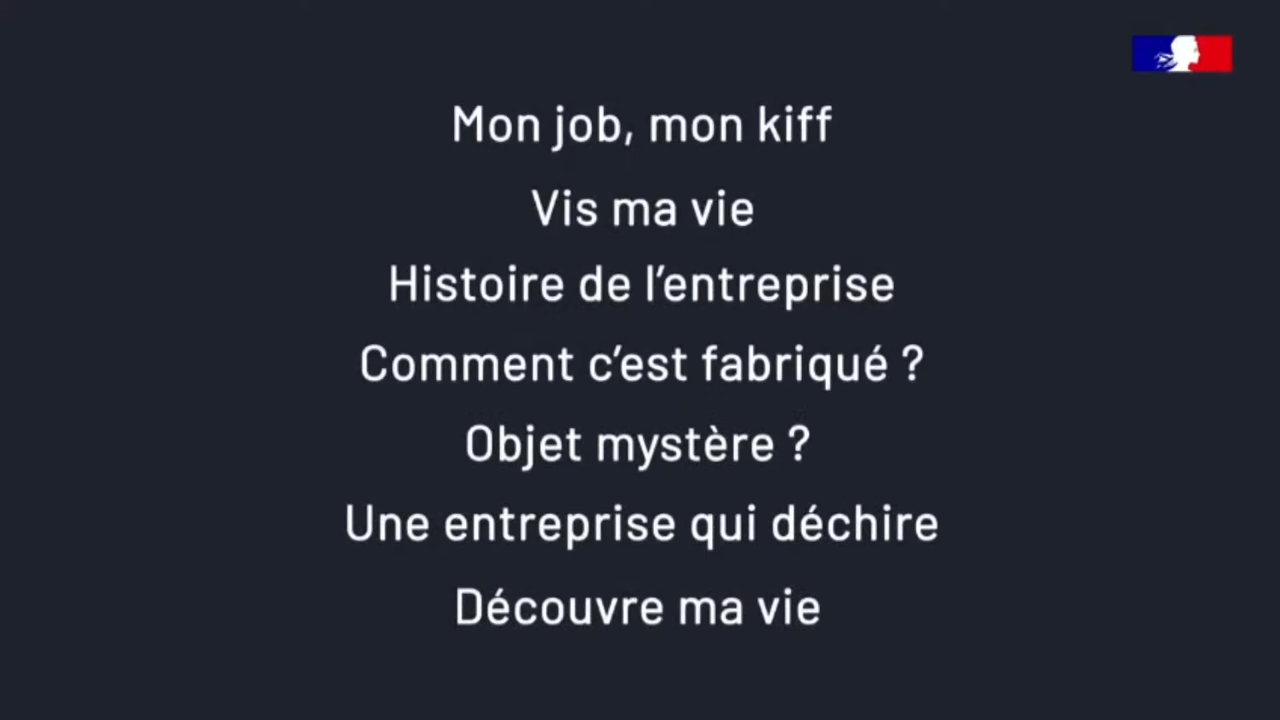 Mon job, mon kiff
Vis ma vie
Histoire de l’entreprise
Comment c’est fabriqué ?
Objet mystère ?
Une entreprise qui déchire
Découvre ma vie